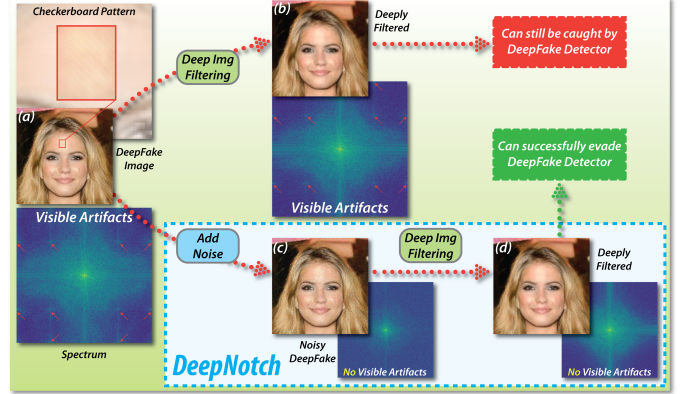 Checkerboard Pattern
(a)
DeepFake
Image
Visible Artifacts
Spectrum
Deep Img
Filtering
(b)
Deeply
Filtered
Visible Artifacts
Can still be caught by
DeepFake Detector
Can successfully evade
DeepFake Detector
Add
Noise
(c)
Noisy
DeepFake
No Visible Artifacts
Deep Img
Filtering
(d)
Deeply
Filtered
No Visible Artifacts
DeepNotch